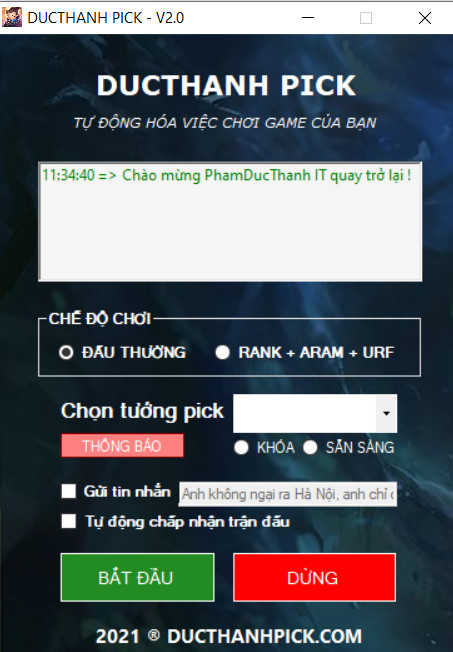 DUCTHANH PICK - V2.0
DUCTHANH PICK
TỰ ĐỘNG HÓA VIỆC CHƠI GAME CỦA BẠN
11:34:40 => Chào mừng PhamDucThanh IT quay trở lại !
CHẾ ĐỘ CHƠI
ĐẤU THƯỜNG
RANK + ARAM + URF
Chọn tướng pick
THÔNG BÁO
KHÓA
SẴN SÀNG
Gửi tin nhắn
Anh không ngại ra Hà Nội, anh chỉ
Tự động chấp nhận trận đấu
BẮT ĐẦU
DỪNG
2021 ® DUCTHANHPICK.COM